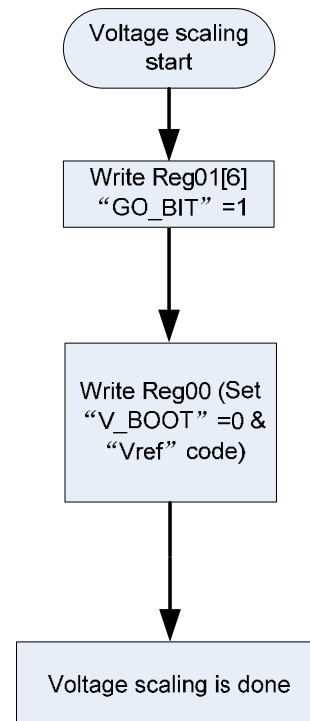 Voltage scaling
start
Write Reg01[6]
“GO_BIT” =1
Write Reg00 (Set
“V_BOOT” =0 &
“Vref” code)
Voltage scaling is done